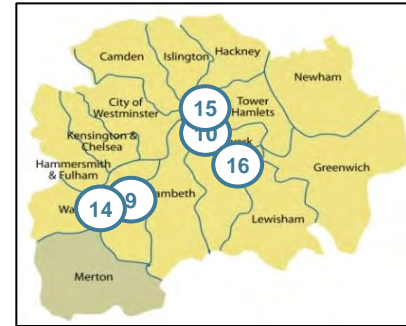 Islington
Hackney
Camden
Newham
City of
Westminster
15
Tower
Hamlets
10
Kensington &
Chelsea
16
Hammersmith
& Fulham
Greenwich
14
9
Lewisham
Merton